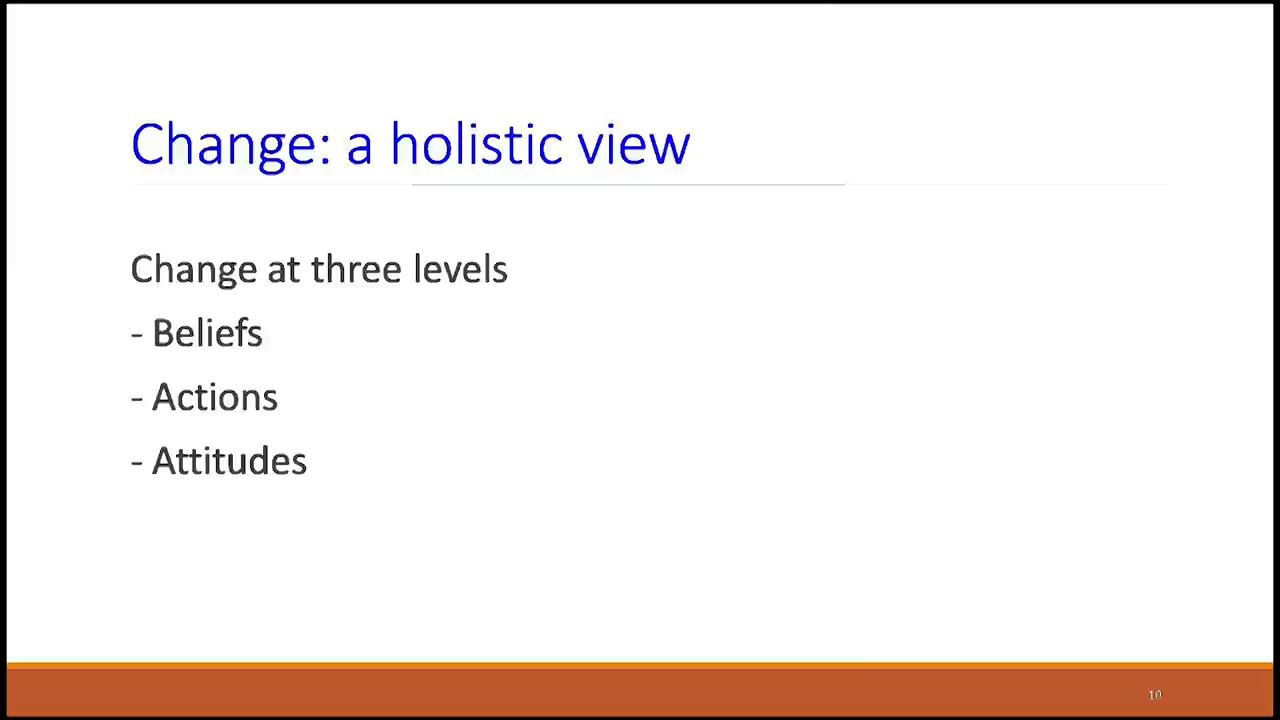 Change: a holistic view
Change at three levels
- Beliefs
- Actions
- Attitudes
10